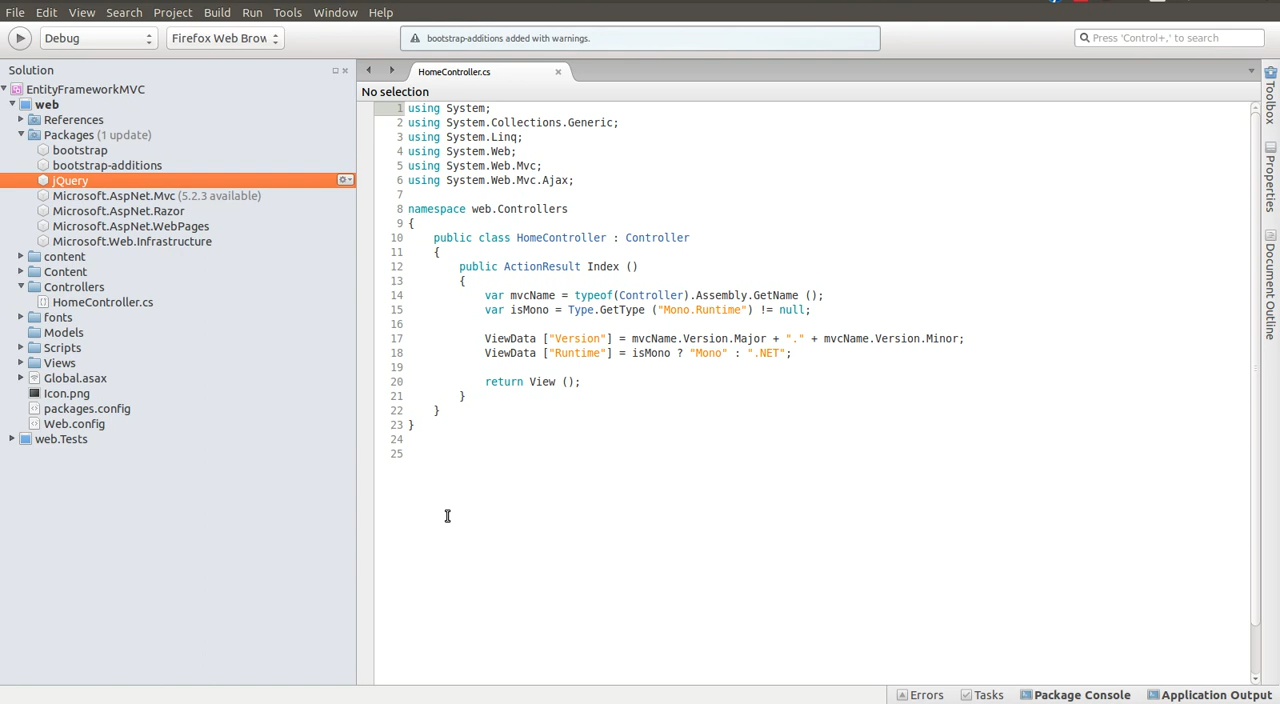 File Edit View Search Project Build Run Tools Window Help
Debug Firefox Web Brow bootstrap-additions added with warnings. Press 'Control+,' to search
Solution
EntityFrameworkMVC
web
References
Packages (1 update)
bootstrap
bootstrap-additions
jQuery
Microsoft.AspNet.Mvc (5.2.3 available)
Microsoft.AspNet.Razor
Microsoft.AspNet.WebPages
Microsoft.Web.Infrastructure
content
Content
Controllers
HomeController.cs
fonts
Models
Scripts
Views
Global.asax
Icon.png
packages.config
Web.config
web.Tests
HomeController.cs
No selection
1 using System;
2 using System.Collections.Generic;
3 using System.Linq;
4 using System.Web;
5 using System.Web.Mvc;
6 using System.Web.Mvc.Ajax;
7
8 namespace web.Controllers
9 {
10 public class HomeController : Controller
11 {
12 public ActionResult Index ()
13 {
14 var mvcName = typeof(Controller).Assembly.GetName ();
15 var isMono = Type.GetType ("Mono.Runtime") != null;
16
17 ViewData ["Version"] = mvcName.Version.Major + "." + mvcName.Version.Minor;
18 ViewData ["Runtime"] = isMono ? "Mono" : ".NET";
19
20 return View ();
21 }
22 }
23 }
24
25
Toolbox
Properties
Document Outline
Errors Tasks Package Console Application Output